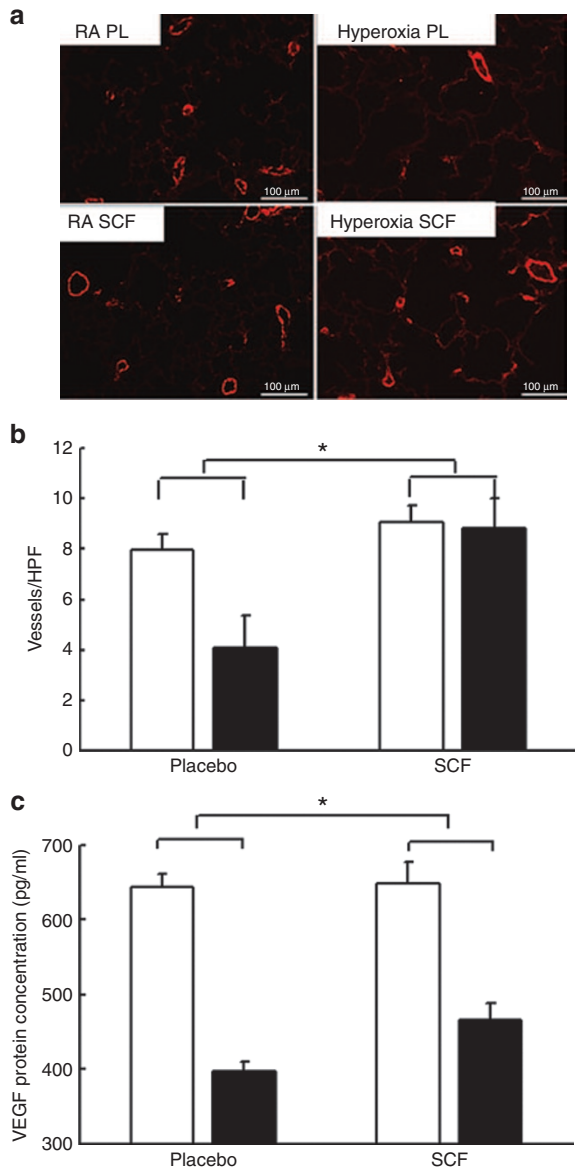 a
RA PL
Hyperoxia PL
100 μm
100 μm
RA SCF
Hyperoxia SCF
100 μm
100 μm
b
12
10
8
6
4
2
0
Vessels/HPF
*
Placebo
SCF
c
700
600
500
400
300
VEGF protein concentration (pg/ml)
*
Placebo
SCF